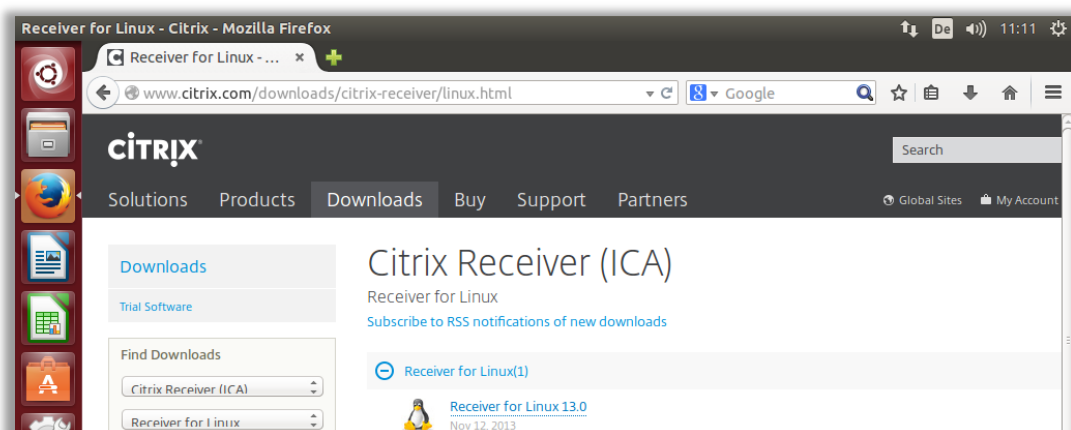 Receiver for Linux - Citrix - Mozilla Firefox
De 11:11
Receiver for Linux - ... ×
www.citrix.com/downloads/citrix-receiver/linux.html
8 Google
CİTRIX
Search
Solutions Products Downloads Buy Support Partners
Global Sites My Account
Downloads
Trial Software
Find Downloads
Citrix Receiver (ICA)
Receiver for Linux
Citrix Receiver (ICA)
Receiver for Linux
Subscribe to RSS notifications of new downloads
Receiver for Linux(1)
Receiver for Linux 13.0
Nov 12, 2013